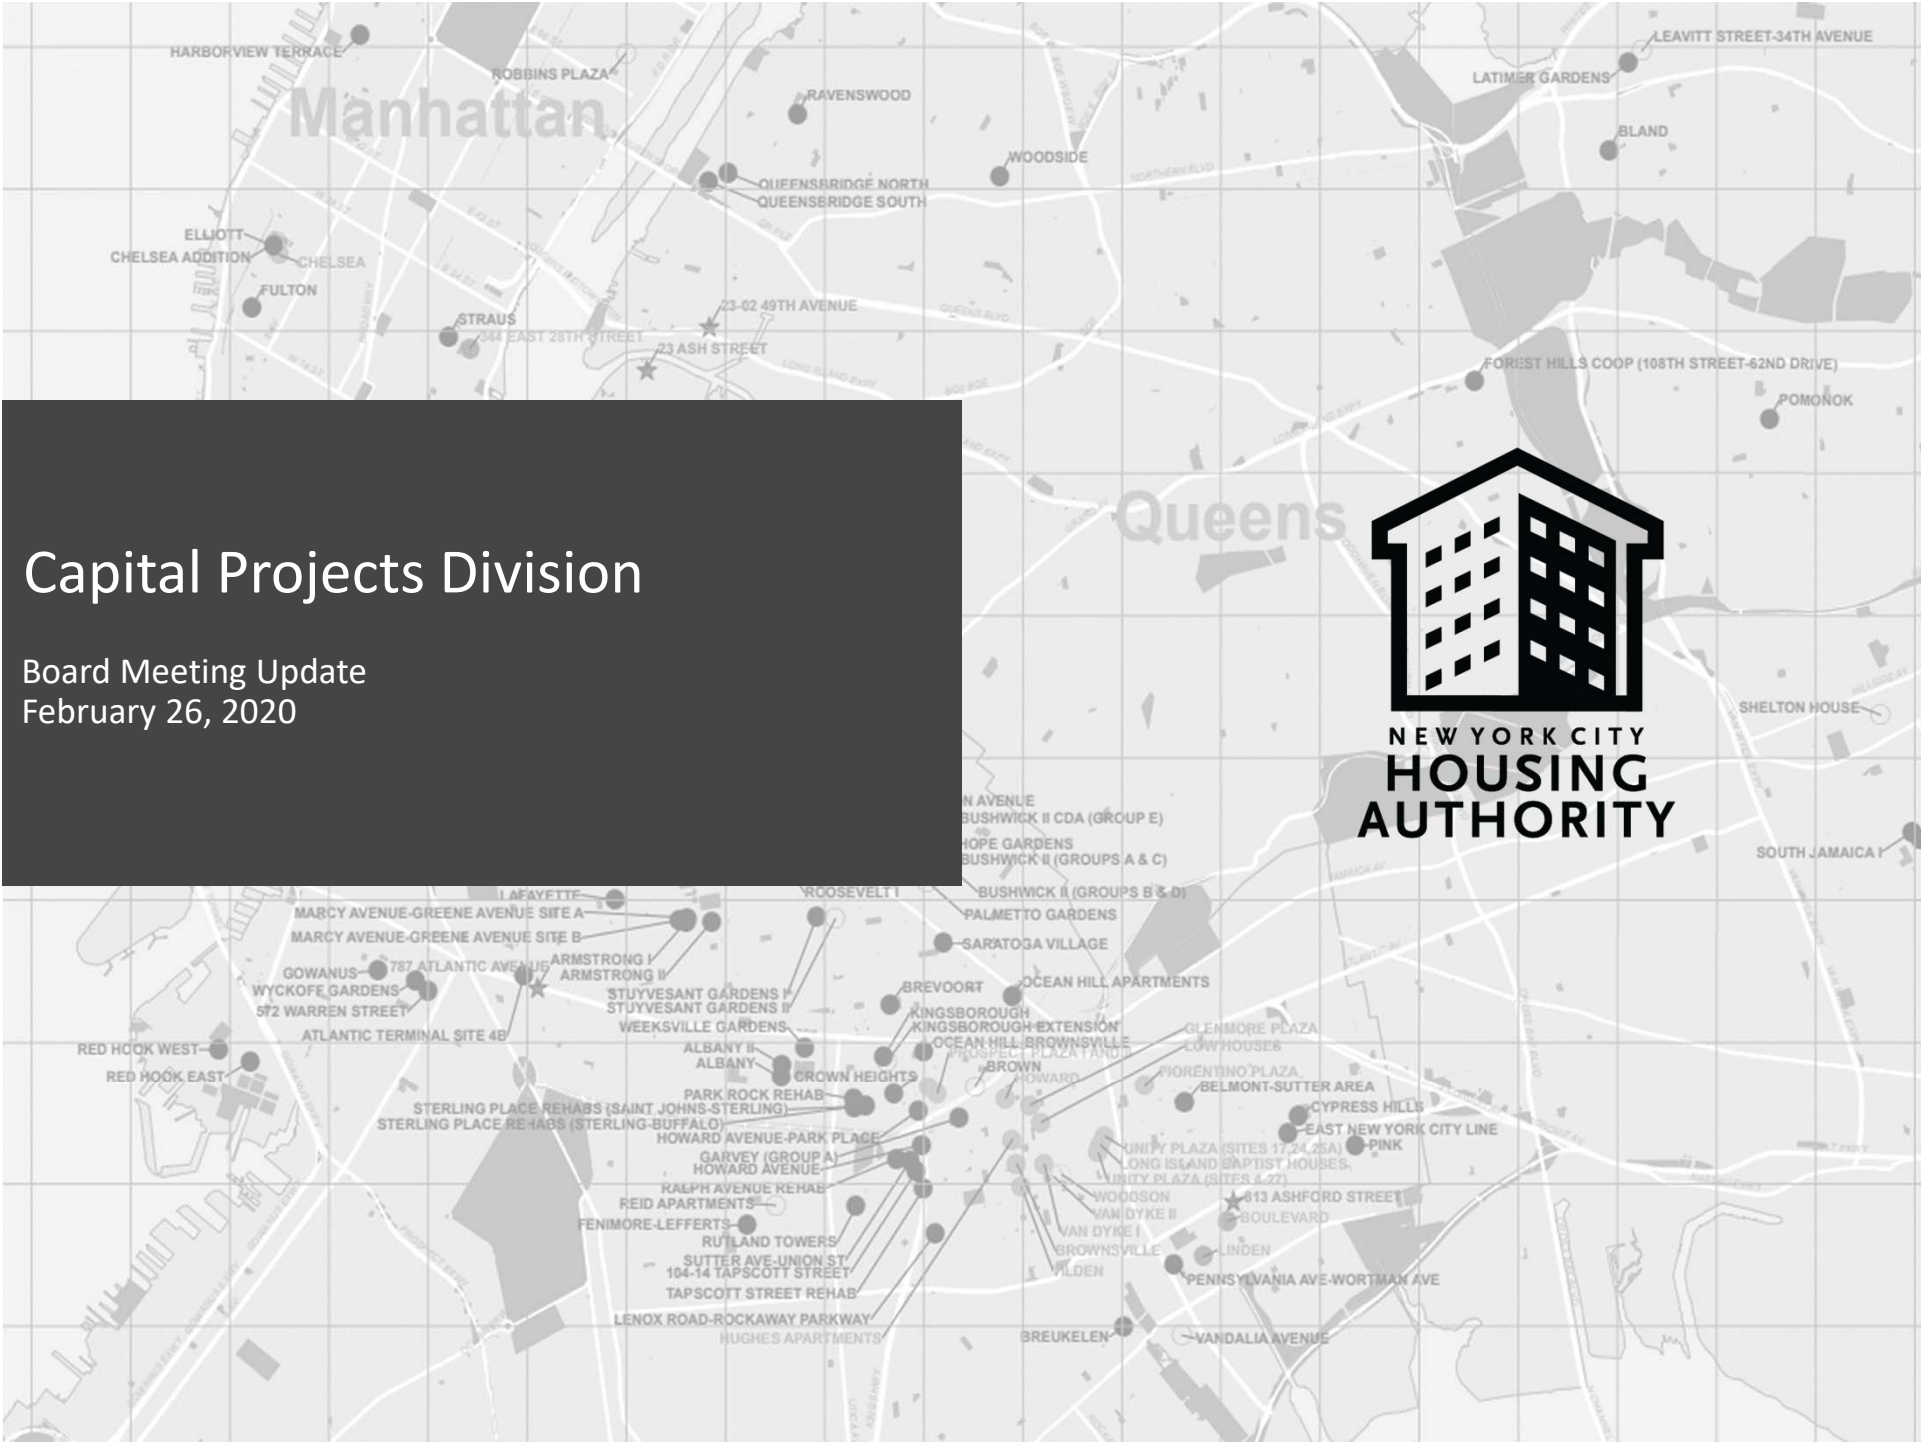 HARBORVIEW TERRACE
ROBBINS PLAZA
Manhattan
RAVENSWOOD
LEAVITT STREET-34TH AVENUE
LATIMER GARDENS
BLAND
WOODSIDE
NORTHERN BLVD
QUEENSBRIDGE NORTH
QUEENSBRIDGE SOUTH
ELLIOTT
CHELSEA ADDITION
CHELSEA
FULTON
STRAUS
344 EAST 28TH STREET
23-02 49TH AVENUE
QUEENS BLVD
23 ASH STREET
LONG ISLAND EXPY
FOREST HILLS COOP (108TH STREET-62ND DRIVE)
POMONOK
Queens
Capital Projects Division
Board Meeting Update
February 26, 2020
NEW YORK CITY
HOUSING
AUTHORITY
SHELTON HOUSE
SOUTH JAMAICA I
N AVENUE
BUSHWICK II CDA (GROUP E)
HOPE GARDENS
BUSHWICK II (GROUPS A & C)
BUSHWICK II (GROUPS B & D)
PALMETTO GARDENS
SARATOGA VILLAGE
LAFAYETTE
ROOSEVELT I
MARCY AVENUE-GREENE AVENUE SITE A
MARCY AVENUE-GREENE AVENUE SITE B
ARMSTRONG I
ARMSTRONG II
GOWANUS
787 ATLANTIC AVENUE
WYCKOFF GARDENS
572 WARREN STREET
ATLANTIC TERMINAL SITE 4B
STUYVESANT GARDENS I
STUYVESANT GARDENS II
WEEKSVILLE GARDENS
BREVOORT
OCEAN HILL APARTMENTS
KINGSBOROUGH
KINGSBOROUGH EXTENSION
OCEAN HILL BROWNSVILLE
GLENMORE PLAZA
LOW HOUSES
RED HOOK WEST
RED HOOK EAST
ALBANY II
ALBANY
CROWN HEIGHTS
BROWN
HOWARD
FIORENTINO PLAZA
BELMONT-SUTTER AREA
CYPRESS HILLS
EAST NEW YORK CITY LINE
PINK
PARK ROCK REHAB
STERLING PLACE REHABS (SAINT JOHNS-STERLING)
STERLING PLACE REHABS (STERLING-BUFFALO)
HOWARD AVENUE-PARK PLACE
GARVEY (GROUP A)
HOWARD AVENUE
RALPH AVENUE REHAB
REID APARTMENTS
FENIMORE-LEFFERTS
RUTLAND TOWERS
SUTTER AVE-UNION ST
104-14 TAPSCOTT STREET
TAPSCOTT STREET REHAB
LENOX ROAD-ROCKAWAY PARKWAY
HUGHES APARTMENTS
UNITY PLAZA (SITES 17,24,25A)
LONG ISLAND BAPTIST HOUSES
UNITY PLAZA (SITES 4-27)
WOODSON
VAN DYKE II
VAN DYKE I
BROWNSVILLE
TILDEN
813 ASHFORD STREET
BOULEVARD
LINDEN
PENNSYLVANIA AVE-WORTMAN AVE
BREUKELEN
VANDALIA AVENUE